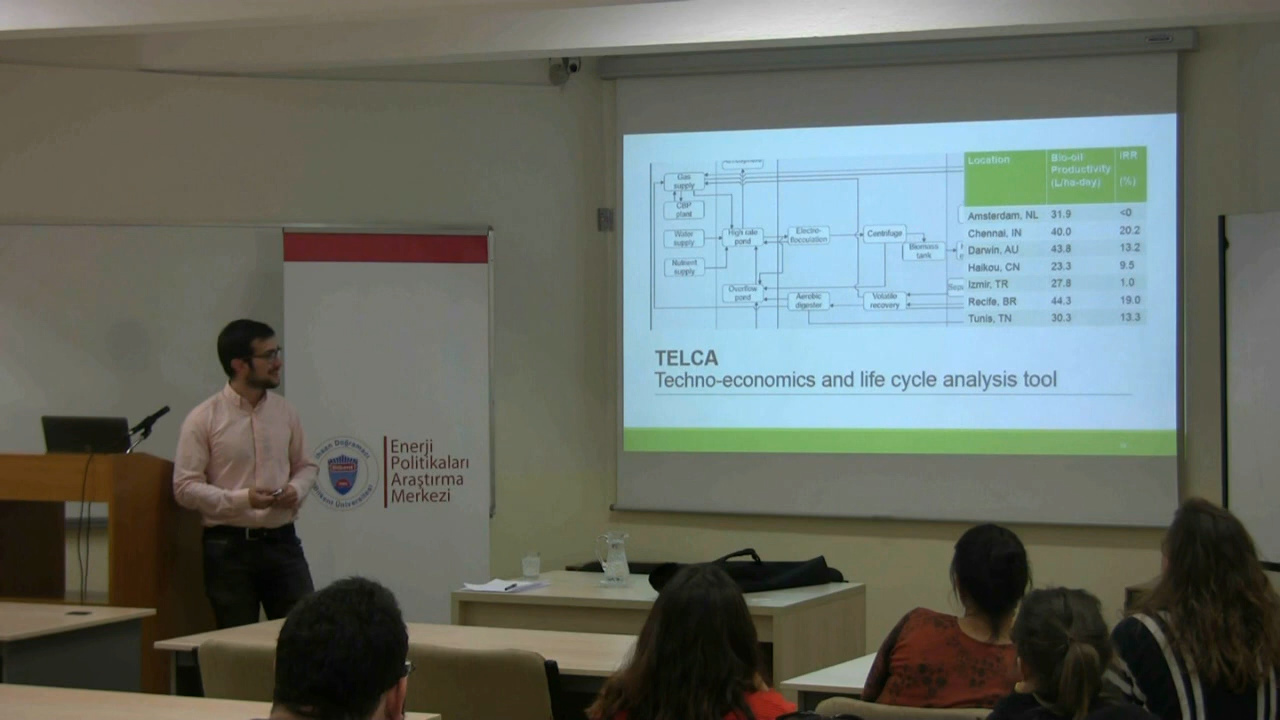 Gas
supply
CBP
plant
Water
supply
Nutrient
supply
High rate
pond
Overflow
pond
Electro-
flocculation
Aerobic
digester
Centrifuge
Volatile
recovery
Biomass
tank
Location Bio-oil Productivity (L/ha-day) IRR (%)
Amsterdam, NL 31.9 <0
Chennai, IN 40.0 20.2
Darwin, AU 43.8 13.2
Haikou, CN 23.3 9.5
Izmir, TR 27.8 1.0
Recife, BR 44.3 19.0
Tunis, TN 30.3 13.3
TELCA
Techno-economics and life cycle analysis tool
Enerji
Politikaları
Araştırma
Merkezi